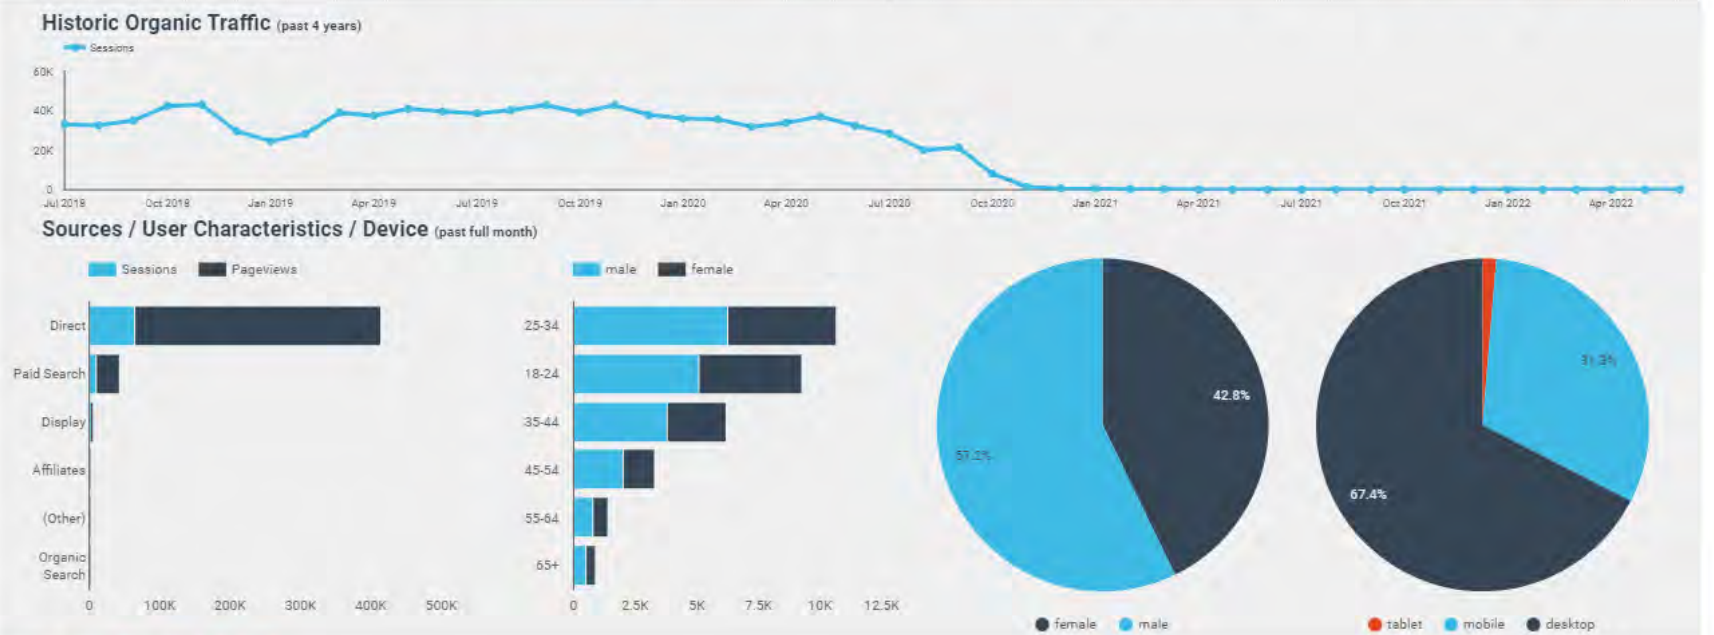 Historic Organic Traffic (past 4 years)
Sessions
60K
40K
20K
0
Jul 2018 Oct 2018 Jan 2019 Apr 2019 Jul 2019 Oct 2019 Jan 2020 Apr 2020 Jul 2020 Oct 2020 Jan 2021 Apr 2021 Jul 2021 Oct 2021 Jan 2022 Apr 2022
Sources / User Characteristics / Device (past full month)
Sessions Pageviews
Direct
Paid Search
Display
Affiliates
(Other)
Organic
Search
0 100K 200K 300K 400K 500K
male female
25-34
18-24
35-44
45-54
55-64
65+
0 2.5K 5K 7.5K 10K 12.5K
42.8%
57.2%
female male
31.3%
67.4%
tablet mobile desktop